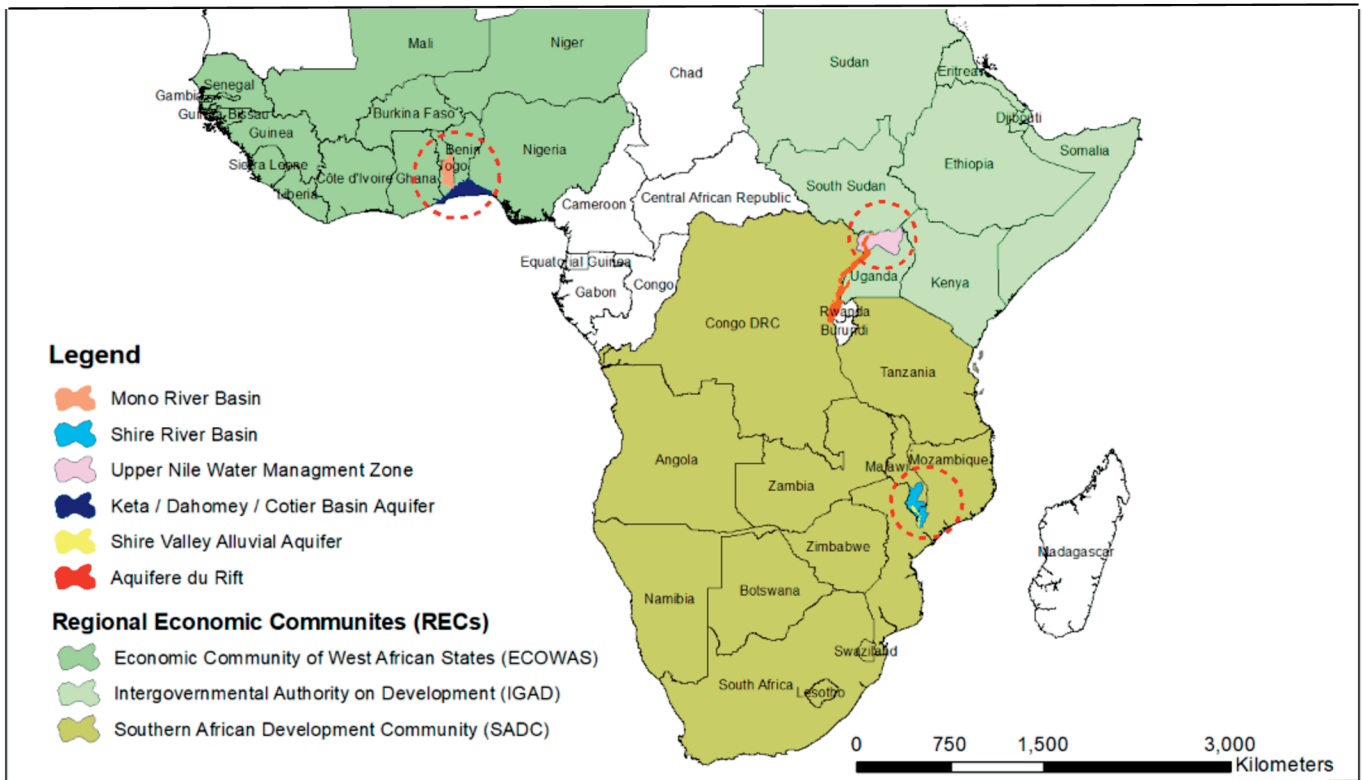 Mali
Niger
Chad
Sudan
Eritrea
Senegal
Gambi
Burkina Faso
Djibouti
Guinea Bissau
Guinea
Benin
Nigeria
Somalia
Sierra Leone
Togo
Ethiopia
Côte d'Ivoire
Ghana
South Sudan
Liberia
Cameroon
Central African Republic
Equatorial Guinea
Uganda
Kenya
Gabon
Congo
Rwanda
Congo DRC
Burundi
Tanzania
Angola
Malawi
Mozambique
Zambia
Zimbabwe
Madagascar
Namibia
Botswana
Swaziland
South Africa
Lesotho
Legend
Mono River Basin
Shire River Basin
Upper Nile Water Managment Zone
Keta / Dahomey / Cotier Basin Aquifer
Shire Valley Alluvial Aquifer
Aquifere du Rift
Regional Economic Communites (RECs)
Economic Community of West African States (ECOWAS)
Intergovernmental Authority on Development (IGAD)
Southern African Development Community (SADC)
0 750 1,500 3,000
Kilometers